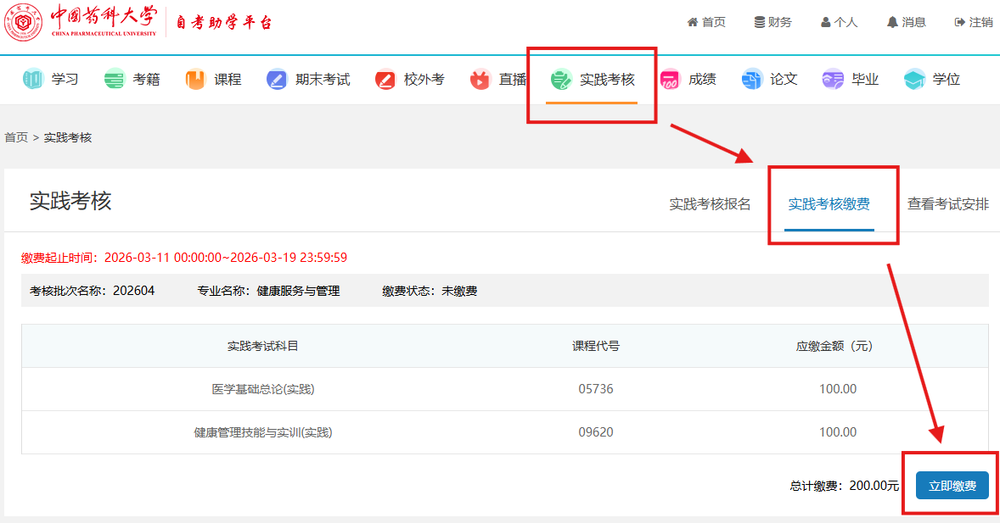 中国药科大学
CHINA PHARMACEUTICAL UNIVERSITY
自考助学平台
首页 财务 个人 消息 注销
学习 考籍 课程 期末考试 校外考 直播 实践考核 100 成绩 论文 毕业 学位
首页 > 实践考核
实践考核
实践考核报名 实践考核缴费 查看考试安排
缴费起止时间：2026-03-11 00:00:00~2026-03-19 23:59:59
考核批次名称：202604 专业名称：健康服务与管理 缴费状态：未缴费
实践考试科目 课程代号 应缴金额（元）
医学基础总论(实践) 05736 100.00
健康管理技能与实训(实践) 09620 100.00
总计缴费：200.00元 立即缴费